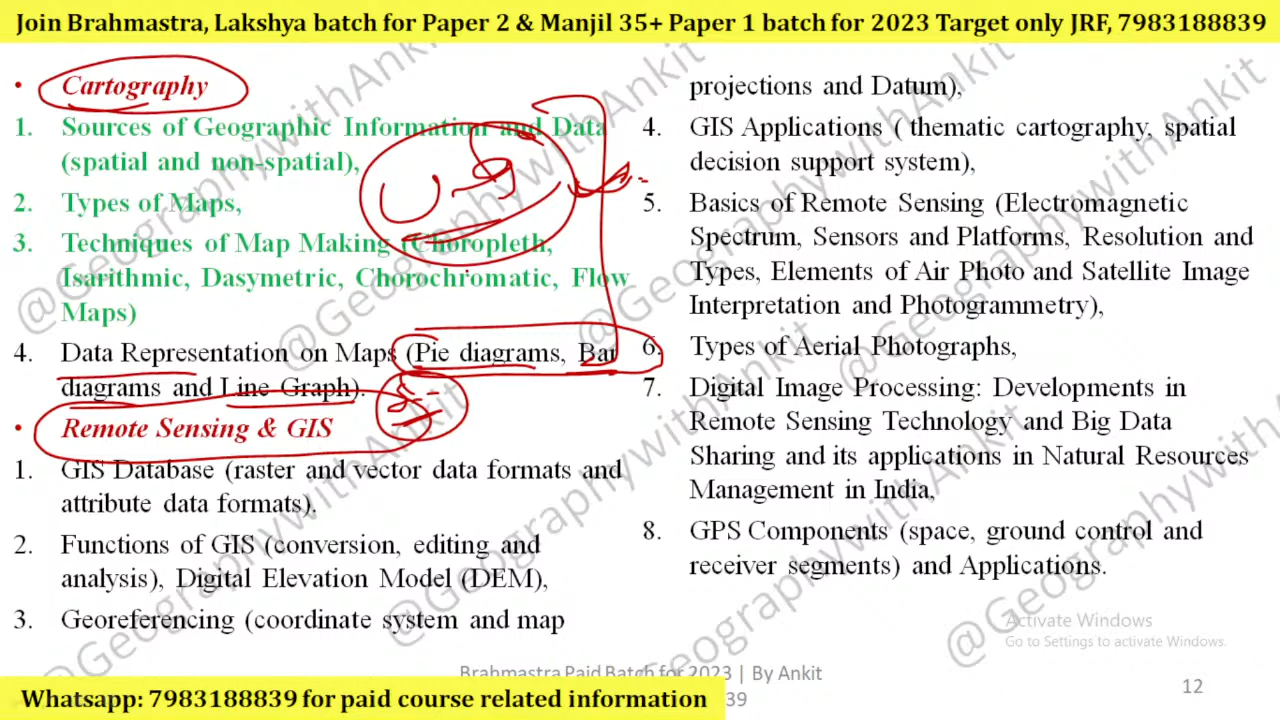 Join Brahmastra, Lakshya batch for Paper 2 & Manjil 35+ Paper 1 batch for 2023 Target only JRF, 7983188839
• Cartography
1. Sources of Geographic Information and Data
(spatial and non-spatial),
2. Types of Maps,
3. Techniques of Map Making (Choropleth,
Isarithmic, Dasymetric, Chorochromatic, Flow
Maps)
4. Data Representation on Maps (Pie diagrams, Bar
diagrams and Line Graph).
• Remote Sensing & GIS
1. GIS Database (raster and vector data formats and
attribute data formats).
2. Functions of GIS (conversion, editing and
analysis), Digital Elevation Model (DEM),
3. Georeferencing (coordinate system and map
projections and Datum),
4. GIS Applications ( thematic cartography, spatial
decision support system),
5. Basics of Remote Sensing (Electromagnetic
Spectrum, Sensors and Platforms, Resolution and
Types, Elements of Air Photo and Satellite Image
Interpretation and Photogrammetry),
6. Types of Aerial Photographs,
7. Digital Image Processing: Developments in
Remote Sensing Technology and Big Data
Sharing and its applications in Natural Resources
Management in India,
8. GPS Components (space, ground control and
receiver segments) and Applications.
@GeographywithAnkit
@GeographywithAnkit
@GeographywithAnkit
@GeographywithAnkit
@GeographywithAnkit
@GeographywithAnkit
Activate Windows
Go to Settings to activate Windows.
Brahmastra Paid Batch for 2023 | By Ankit
39
12
Whatsapp: 7983188839 for paid course related information